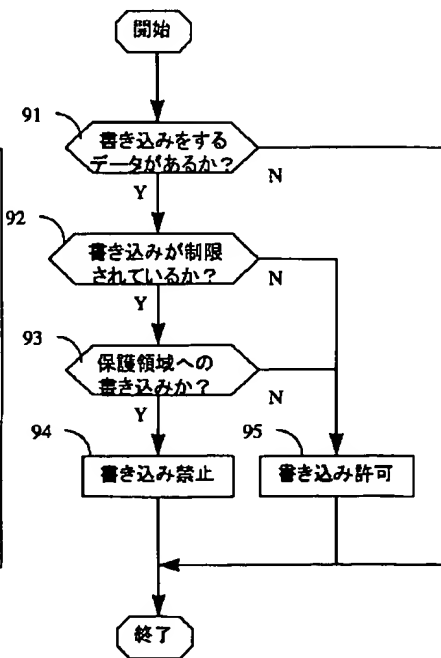 開始
91
書き込みをする
データがあるか?
N
Y
92
書き込みが制限
されているか?
N
Y
93
保護領域への
書き込みか?
N
Y
94
書き込み禁止
95
書き込み許可
終了